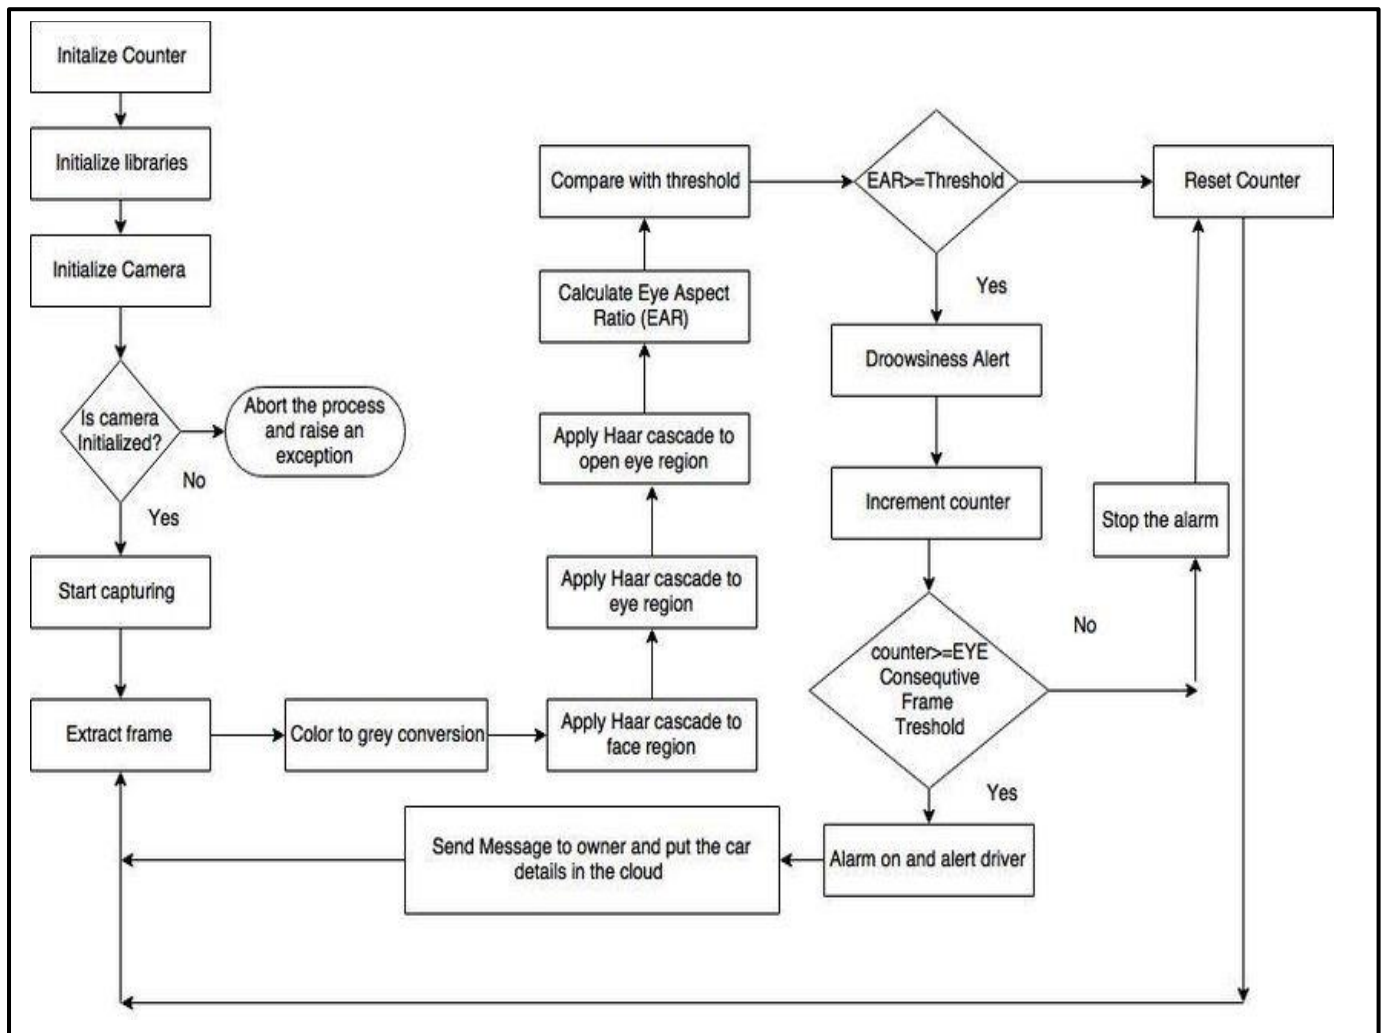 Initalize Counter
Initialize libraries
Initialize Camera
Is camera
Initialized?
No
Yes
Abort the process
and raise an
exception
Start capturing
Extract frame
Color to grey conversion
Apply Haar cascade to
face region
Apply Haar cascade to
eye region
Apply Haar cascade to
open eye region
Calculate Eye Aspect
Ratio (EAR)
Compare with threshold
EAR>=Threshold
Yes
Reset Counter
Droowsiness Alert
Increment counter
counter>=EYE
Consequtive
Frame
Treshold
No
Stop the alarm
Yes
Alarm on and alert driver
Send Message to owner and put the car
details in the cloud